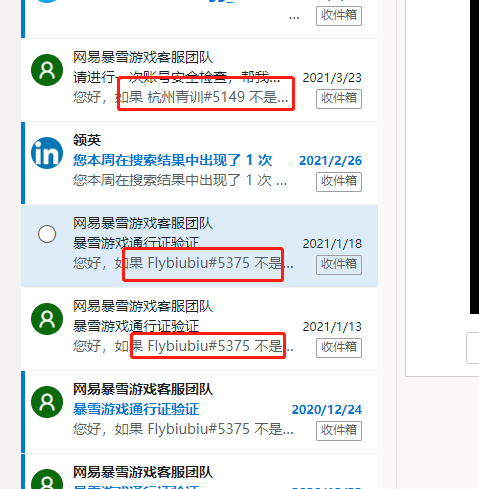 ...
收件箱
网易暴雪游戏客服团队
请进行一次账号安全检查，帮我... 2021/3/23
您好，如果 杭州青训#5149 不是... 收件箱
领英
您本周在搜索结果中出现了 1 次 2021/2/26
您本周在搜索结果中出现了 1 次 ... 收件箱
网易暴雪游戏客服团队
暴雪游戏通行证验证 2021/1/18
您好，如果 Flybiubiu#5375 不是... 收件箱
网易暴雪游戏客服团队
暴雪游戏通行证验证 2021/1/13
您好，如果 Flybiubiu#5375 不是... 收件箱
网易暴雪游戏客服团队
暴雪游戏通行证验证 2020/12/24
您好，如果 Flybiubiu#5375 不是... 收件箱
网易暴雪游戏客服团队